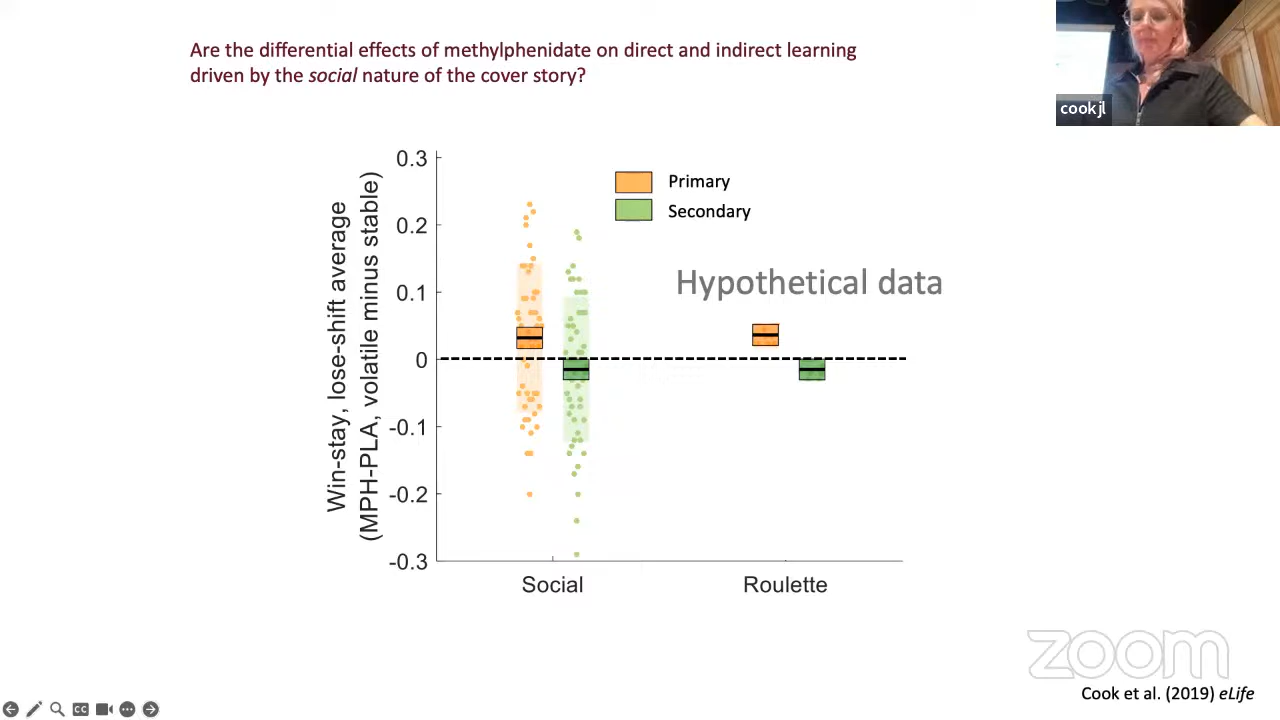 Are the differential effects of methylphenidate on direct and indirect learning
driven by the social nature of the cover story?
cookjl
Win-stay, lose-shift average
(MPH-PLA, volatile minus stable)
0.3
0.2
0.1
0
-0.1
-0.2
-0.3
Primary
Secondary
Hypothetical data
Social
Roulette
zoom
Cook et al. (2019) eLife
CC